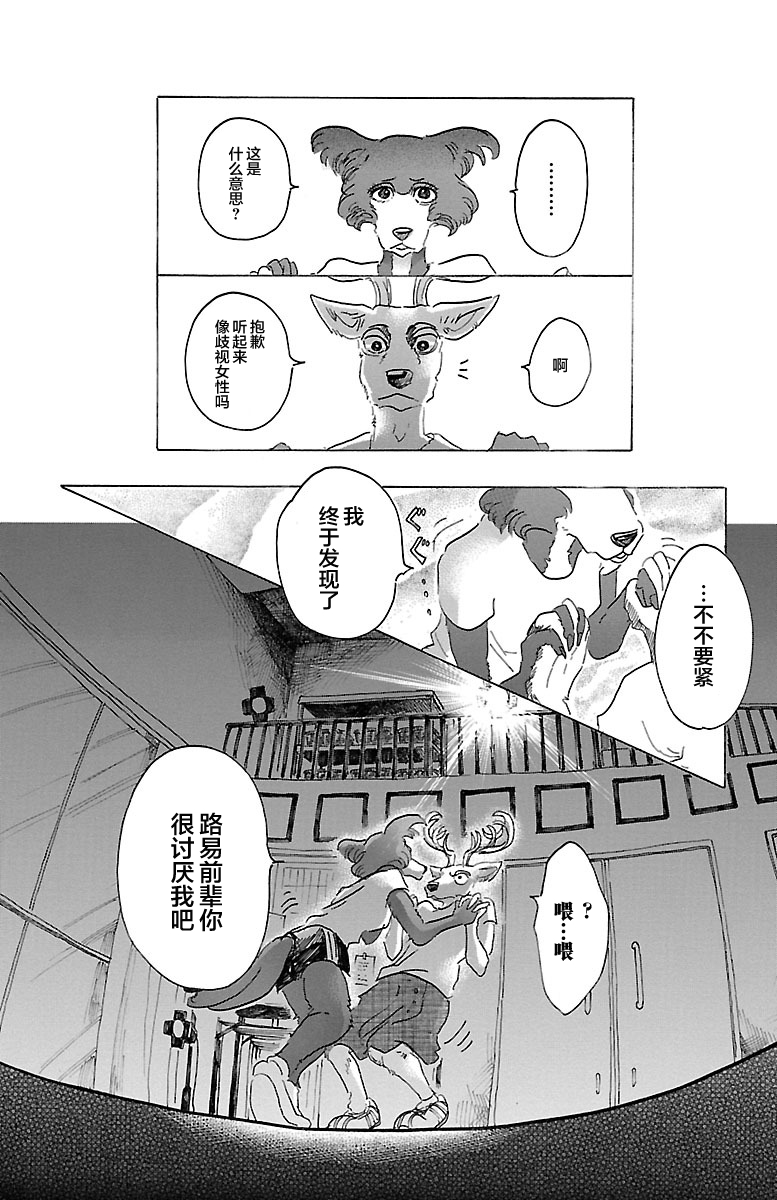 ………
这是
什么意思?
啊
抱歉
听起来
像歧视女性吗
…不不要紧
ぐぐ…
我
终于发现了
?
喂…喂
路易前辈你
很讨厌我吧